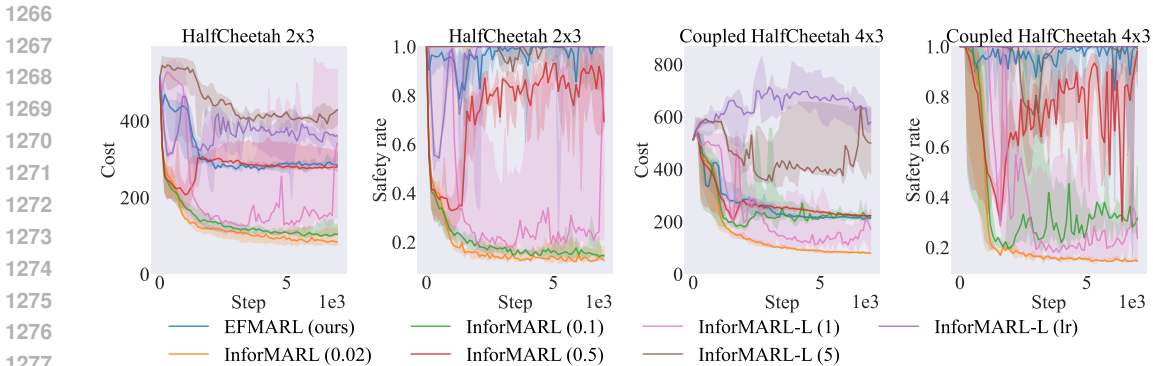 1266
1267
1268
1269
1270
1271
1272
1273
1274
1275
1276
1277
HalfCheetah 2x3
Cost
400
200
0
0
5
Step
1e3
HalfCheetah 2x3
Safety rate
1.0
0.8
0.6
0.4
0.2
0
5
Step
1e3
Coupled HalfCheetah 4x3
Cost
800
600
400
200
0
0
5
Step
1e3
Coupled HalfCheetah 4x3
Safety rate
1.0
0.8
0.6
0.4
0.2
0
5
Step
1e3
EFMARL (ours)
InforMARL (0.1)
InforMARL-L (1)
InforMARL-L (lr)
InforMARL (0.02)
InforMARL (0.5)
InforMARL-L (5)